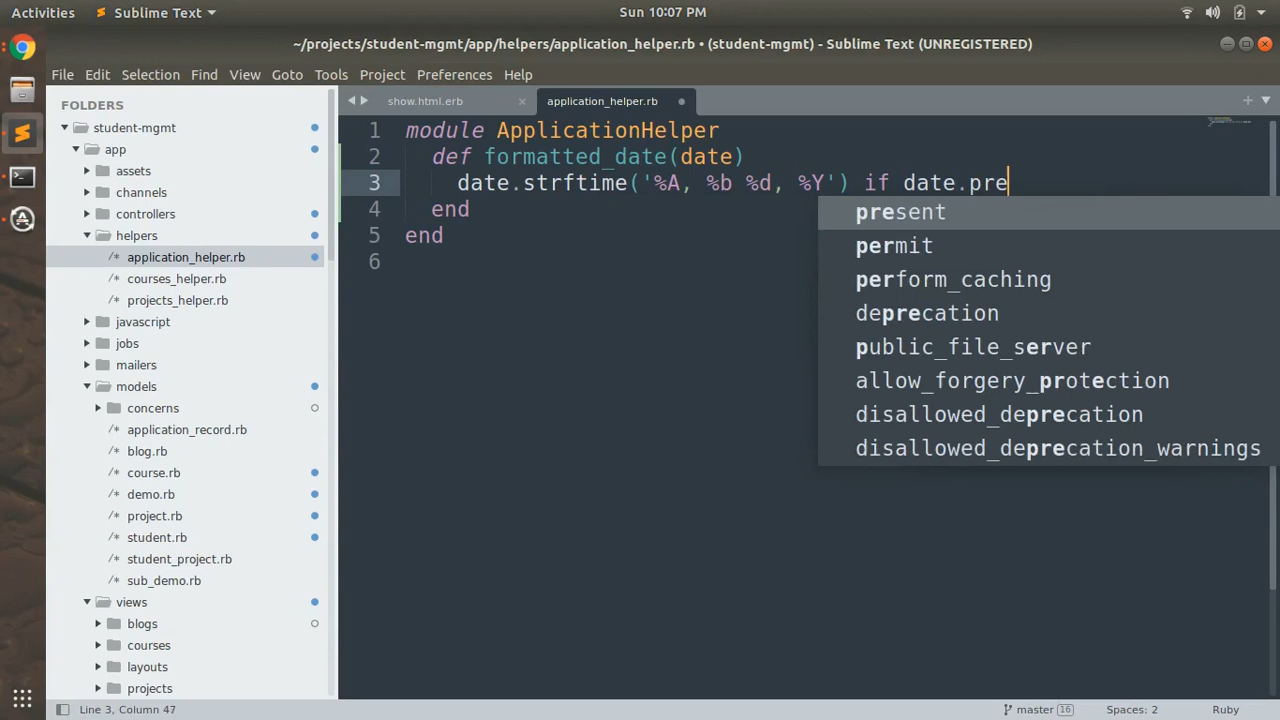 Activities
Sublime Text
Sun 10:07 PM
~/projects/student-mgmt/app/helpers/application_helper.rb • (student-mgmt) - Sublime Text (UNREGISTERED)
File Edit Selection Find View Goto Tools Project Preferences Help
FOLDERS
student-mgmt
app
assets
channels
controllers
helpers
/* application_helper.rb
/* courses_helper.rb
/* projects_helper.rb
javascript
jobs
mailers
models
concerns
/* application_record.rb
/* blog.rb
/* course.rb
/* demo.rb
/* project.rb
/* student.rb
/* student_project.rb
/* sub_demo.rb
views
blogs
courses
layouts
projects
show.html.erb
application_helper.rb
1 module ApplicationHelper
2 def formatted_date(date)
3 date.strftime('%A, %b %d, %Y') if date.pre
4 end
5 end
6
present
permit
perform_caching
deprecation
public_file_server
allow_forgery_protection
disallowed_deprecation
disallowed_deprecation_warnings
Line 3, Column 47
master 16
Spaces: 2
Ruby